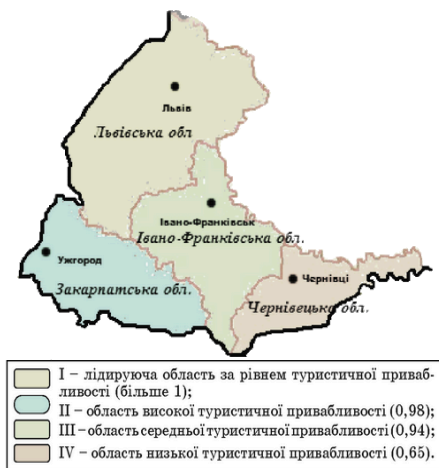 Львів
Львівська обл
Івано-Франківськ
Івано-Франківська обл.
Ужгород
Закарпатська обл.
Чернівці
Чернівецька обл.
I – лідируюча область за рівнем туристичної приваб-
ливості (більше 1);
II – область високої туристичної привабливості (0,98);
III – область середньої туристичної привабливості (0,94);
IV – область низької туристичної привабливості (0,65).